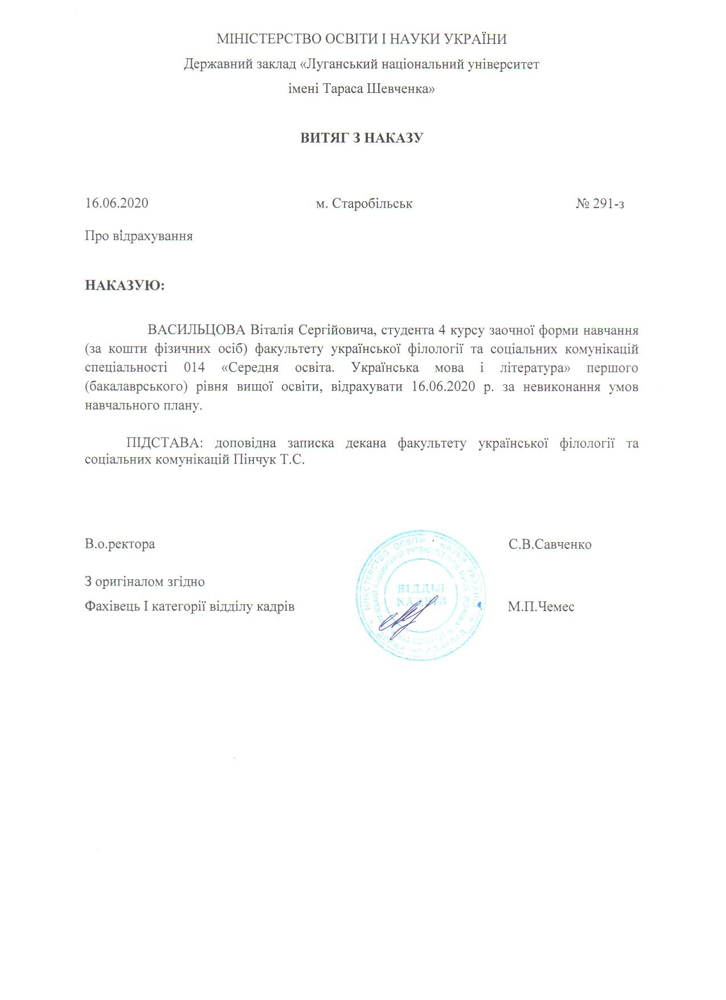 МІНІСТЕРСТВО ОСВІТИ І НАУКИ УКРАЇНИ
Державний заклад «Луганський національний університет
імені Тараса Шевченка»
ВИТЯГ З НАКАЗУ
16.06.2020 м. Старобільськ № 291-з
Про відрахування
НАКАЗУЮ:
ВАСИЛЬЦОВА Віталія Сергійовича, студента 4 курсу заочної форми навчання
(за кошти фізичних осіб) факультету української філології та соціальних комунікацій
спеціальності 014 «Середня освіта. Українська мова і література» першого
(бакалаврського) рівня вищої освіти, відрахувати 16.06.2020 р. за невиконання умов
навчального плану.
ПІДСТАВА: доповідна записка декана факультету української філології та
соціальних комунікацій Пінчук Т.С.
В.о.ректора С.В.Савченко
З оригіналом згідно
Фахівець І категорії відділу кадрів М.П.Чемес
МІНІСТЕРСТВО ОСВІТИ І НАУКИ УКРАЇНИ
ДЕРЖАВНИЙ ЗАКЛАД
ВІДДІЛ
КАДРІВ